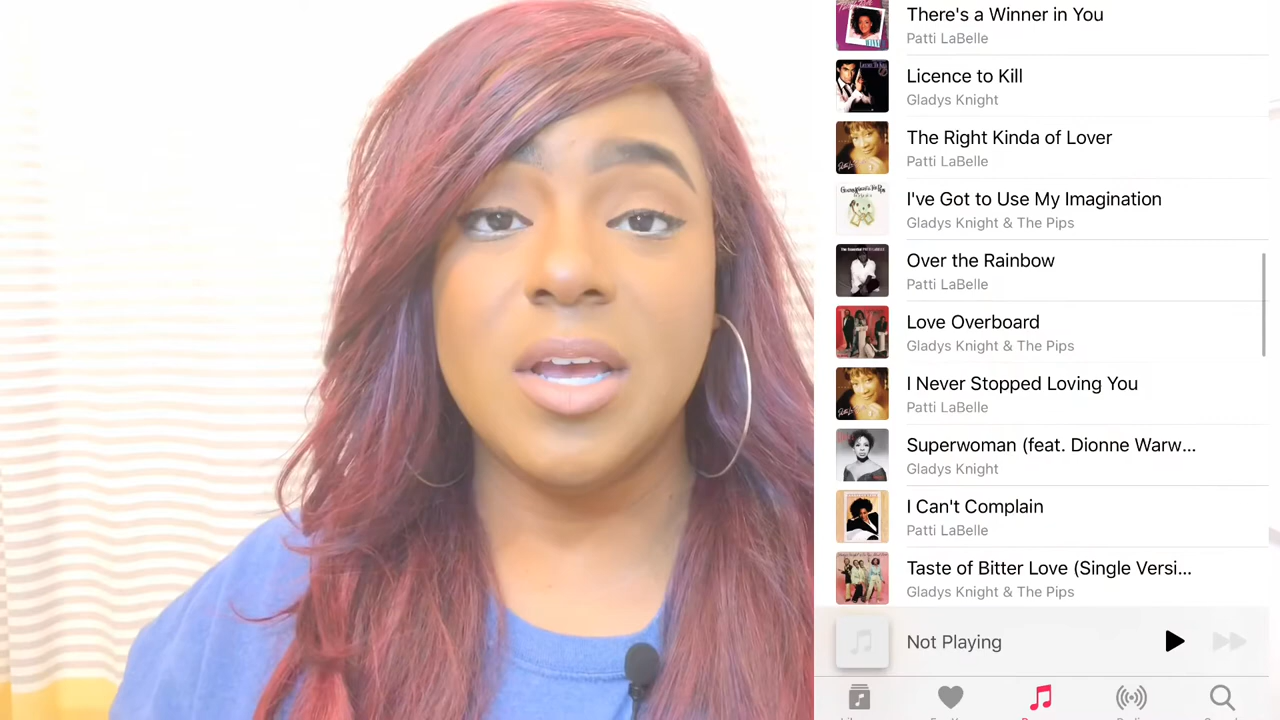 There's a Winner in You
Patti LaBelle
Licence to Kill
Gladys Knight
The Right Kinda of Lover
Patti LaBelle
I've Got to Use My Imagination
Gladys Knight & The Pips
Over the Rainbow
Patti LaBelle
Love Overboard
Gladys Knight & The Pips
I Never Stopped Loving You
Patti LaBelle
Superwoman (feat. Dionne Warw...
Gladys Knight
I Can't Complain
Patti LaBelle
Taste of Bitter Love (Single Versi...
Gladys Knight & The Pips
Not Playing